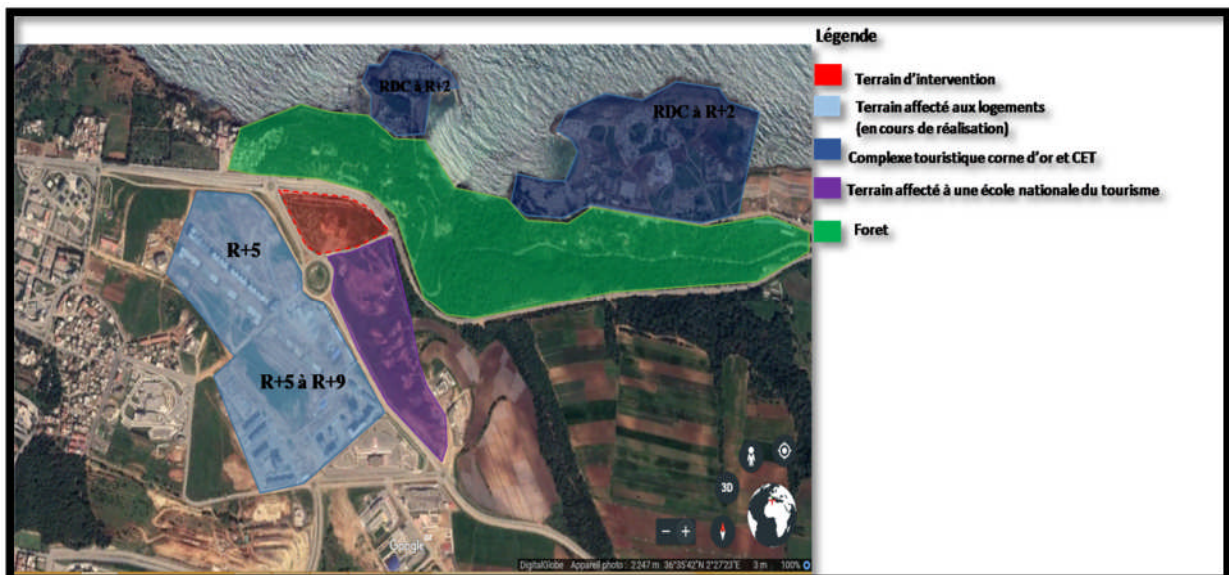 Légende
Terrain d'intervention
Terrain affecté aux logements
(en cours de réalisation)
Complexe touristique corne d'or et CET
Terrain affecté à une école nationale du tourisme
Foret
RDC à R+2
RDC à R+2
R+5
R+5 à R+9
3D
Google
DigitalGlobe Appareil photo : 2 247 m 36°35'42"N 2°27'23"E 3 m 100%